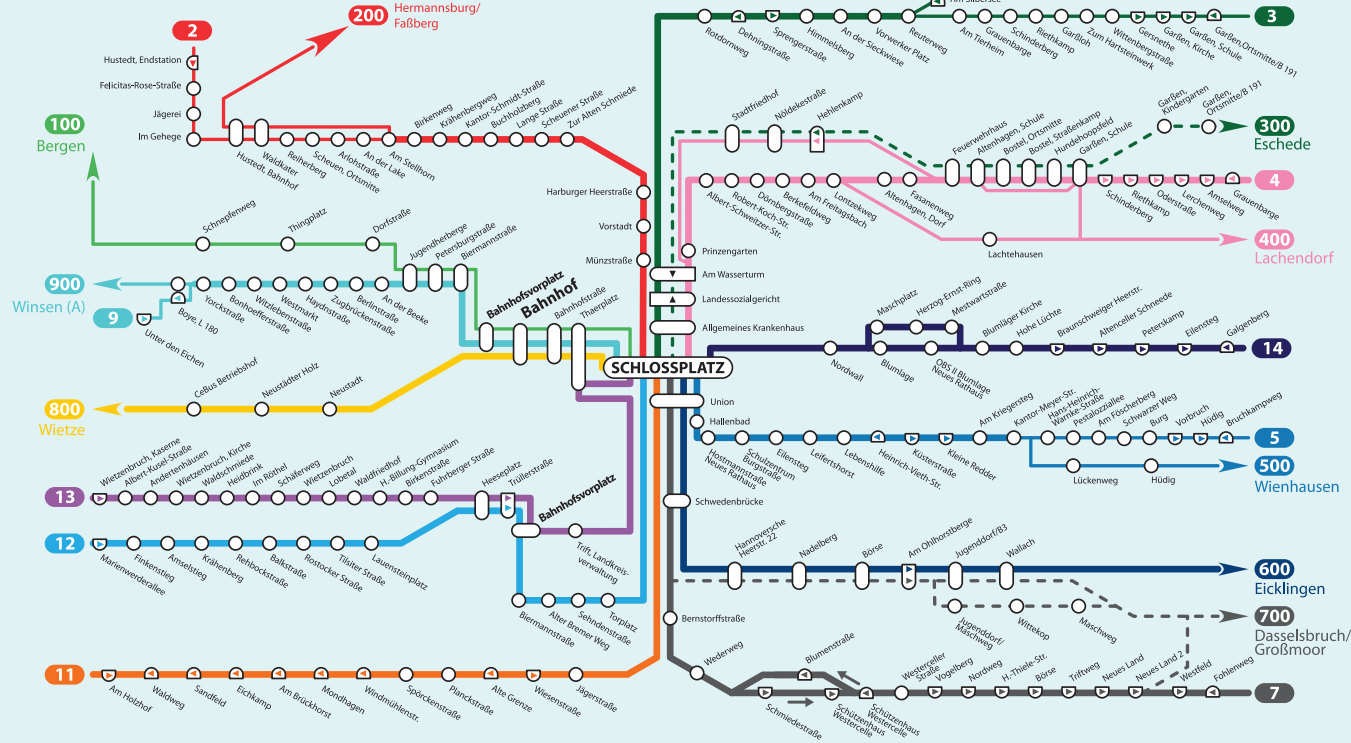 200
Hermannsburg/
Faßberg
2
Hustedt, Endstation
Felicitas-Rose-Straße
Jägerei
Im Gehege
Hustedt, Bahnhof
Waldkater
Reiherberg
Scheuen, Ortsmitte
Arlohstraße
An der Lake
Am Stellhorn
Birkenweg
Krähenbergweg
Kantor-Schmidt-Straße
Buchholzberg
Lange Straße
Scheuener Straße
Zur Alten Schmiede
Harburger Heerstraße
Vorstadt
Münzstraße
100
Bergen
Schnepfenweg
Thingplatz
Dorfstraße
Jugendherberge
Petersburgstraße
Biermannstraße
900
Winsen (A)
9
Unter den Eichen
Boye, L 180
Yorckstraße
Bonhoefferstraße
Witzlebenstraße
Westmarkt
Haydnstraße
Zugbrückenstraße
Berlinstraße
An der Beeke
Bahnhofsvorplatz
Bahnhof
Bahnhofstraße
Thaerplatz
800
Wietze
CeBus Betriebshof
Neustädter Holz
Neustadt
SCHLOSSPLATZ
3
Rotdornweg
Dehningstraße
Sprengerstraße
Himmelsberg
An der Sieckwiese
Vorwerker Platz
Reuterweg
Am Silbersee
Am Tierheim
Grauenbarge
Schinderberg
Riethkamp
Garßloh
Zum Hartsteinwerk
Wittenbergstraße
Gersnethe
Garßen, Kirche
Garßen, Schule
Garßen,Ortsmitte/B 191
Stadtfriedhof
Nöldekestraße
Hehlenkamp
Feuerwehrhaus
Altenhagen, Schule
Bostel, Ortsmitte
Bostel, Straßenkamp
Hundehoopsfeld
Garßen, Schule
Garßen,
Kindergarten
Garßen,
Ortsmitte/B 191
300
Eschede
4
Albert-Schweitzer-Str.
Robert-Koch-Str.
Dörnbergstraße
Berkefeldweg
Am Freitagsbach
Lontzekweg
Altenhagen, Dorf
Fasanenweg
Schinderberg
Riethkamp
Oderstraße
Lerchenweg
Amselweg
Grauenbarge
400
Lachendorf
Lachtehausen
Prinzengarten
Am Wasserturm
Landessozialgericht
Allgemeines Krankenhaus
Maschplatz
Herzog-Ernst-Ring
Mertwartstraße
Blumläger Kirche
Hohe Lüchte
Braunschweiger Heerstr.
Altenceller Schneede
Peterskamp
Eilensteg
Galgenberg
14
Nordwall
Blumlage
OBS II Blumlage
Neues Rathaus
Union
Hallenbad
Hostmannstraße
Neues Rathaus
Schulzentrum
Burgstraße
Eilensteg
Leifertshorst
Lebenshilfe
Heinrich-Vieth-Str.
Küsterstraße
Kleine Redder
Am Kriegersteg
Kantor-Meyer-Str.
Hans-Heinrich-
Warnke-Straße
Pestalozziallee
Am Föscherberg
Schwarzer Weg
Burg
Vorbruch
Hüdig
Bruchkampweg
5
500
Wienhausen
Lückenweg
Hüdig
Schwedenbrücke
13
Wietzenbruch, Kaserne
Albert-Kusel-Straße
Andertenhäusen
Wietzenbruch, Kirche
Waldschmiede
Heidbrink
Im Röthel
Schäferweg
Wietzenbruch
Lobetal
Waldfriedhof
H.-Billung-Gymnasium
Birkenstraße
Fuhrberger Straße
Heeseplatz
Trüllerstraße
Bahnhofsvorplatz
Trift, Landkreis-
verwaltung
12
Marienwerderallee
Finkenstieg
Amselstieg
Krähenberg
Rehbockstraße
Balkstraße
Rostocker Straße
Tilsiter Straße
Lauensteinplatz
Biermannstraße
Alter Bremer Weg
Sehndenstraße
Torplatz
Hannoversche
Heerstr. 22
Nadelberg
Börse
Am Ohlhorstberge
Jugenddorf/B3
Wallach
600
Eicklingen
700
Dasselsbruch/
Großmoor
Jugenddorf/
Maschweg
Wittekop
Maschweg
Bernstorffstraße
11
Am Holzhof
Waldweg
Sandfeld
Eichkamp
Am Brückhorst
Mondhagen
Windmühlenstr.
Spörckenstraße
Planckstraße
Alte Grenze
Wiesenstraße
Jägerstraße
Wederweg
Blumenstraße
Schmiedestraße
Schützenhaus
Westercelle
Schützenhaus
Westercelle
Westerceller
Straße
Vogelberg
Nordweg
H.-Thiele-Str.
Börse
Triftweg
Neues Land
Neues Land 2
Westfeld
Fohlenweg
7